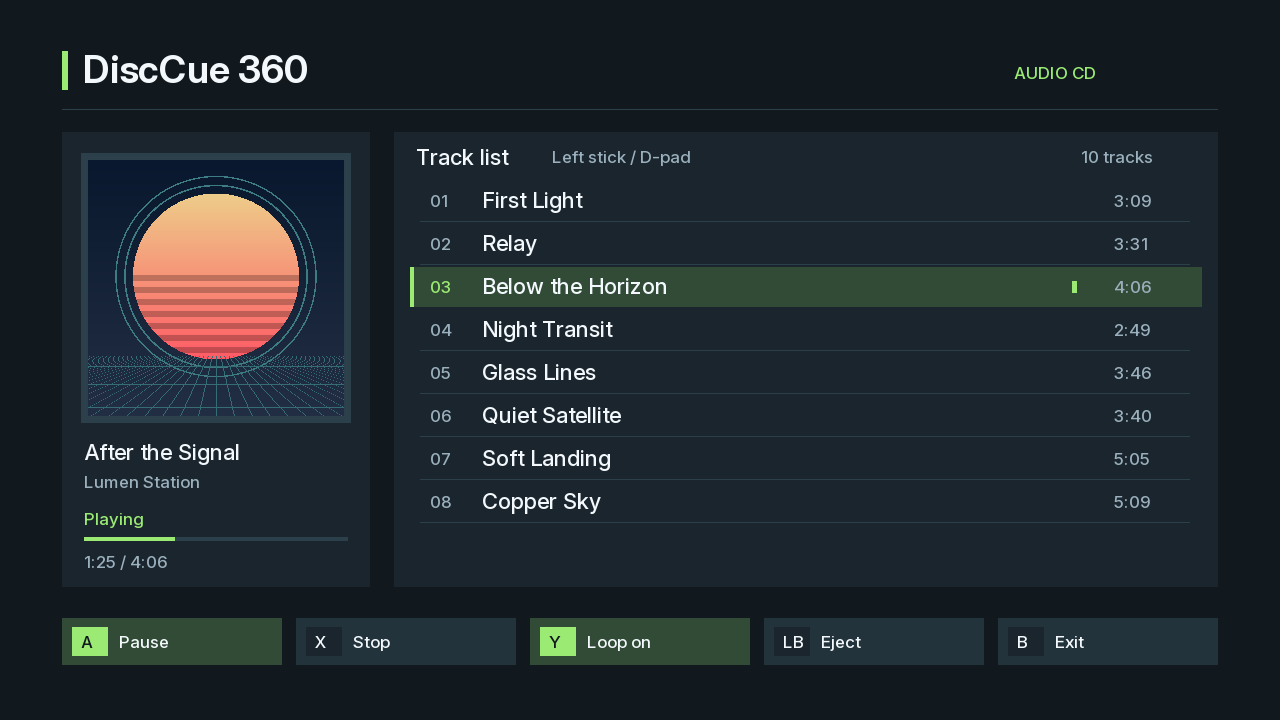 DiscCue 360
AUDIO CD
After the Signal
Lumen Station
Playing
1:25 / 4:06
Track list Left stick / D-pad 10 tracks
01 First Light 3:09
02 Relay 3:31
03 Below the Horizon 4:06
04 Night Transit 2:49
05 Glass Lines 3:46
06 Quiet Satellite 3:40
07 Soft Landing 5:05
08 Copper Sky 5:09
A Pause X Stop Y Loop on LB Eject B Exit